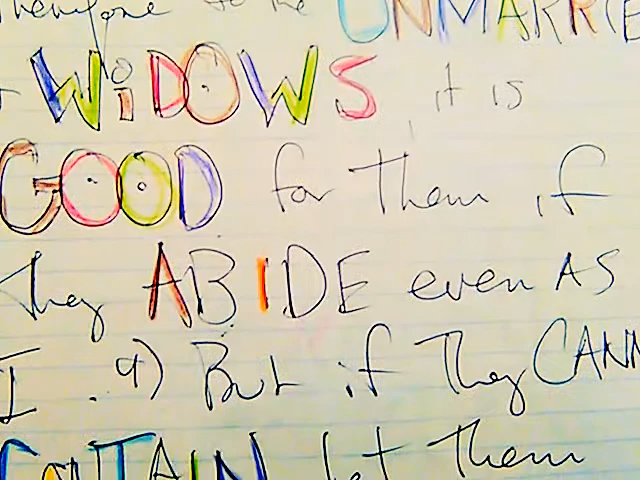 Therefore to the UNMARRIE
+ WiDOWS, it is
GOOD for them if
they ABIDE even AS
I. 9) But if They CANN
CONTAIN let them